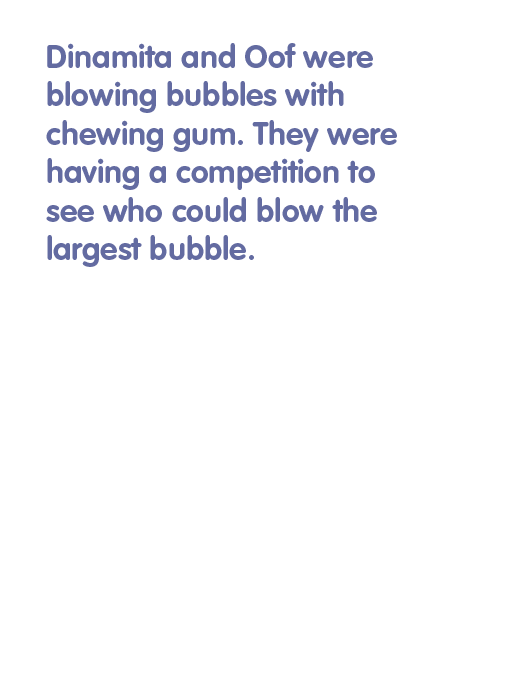 Dinamita and Oof were
blowing bubbles with
chewing gum. They were
having a competition to
see who could blow the
largest bubble.